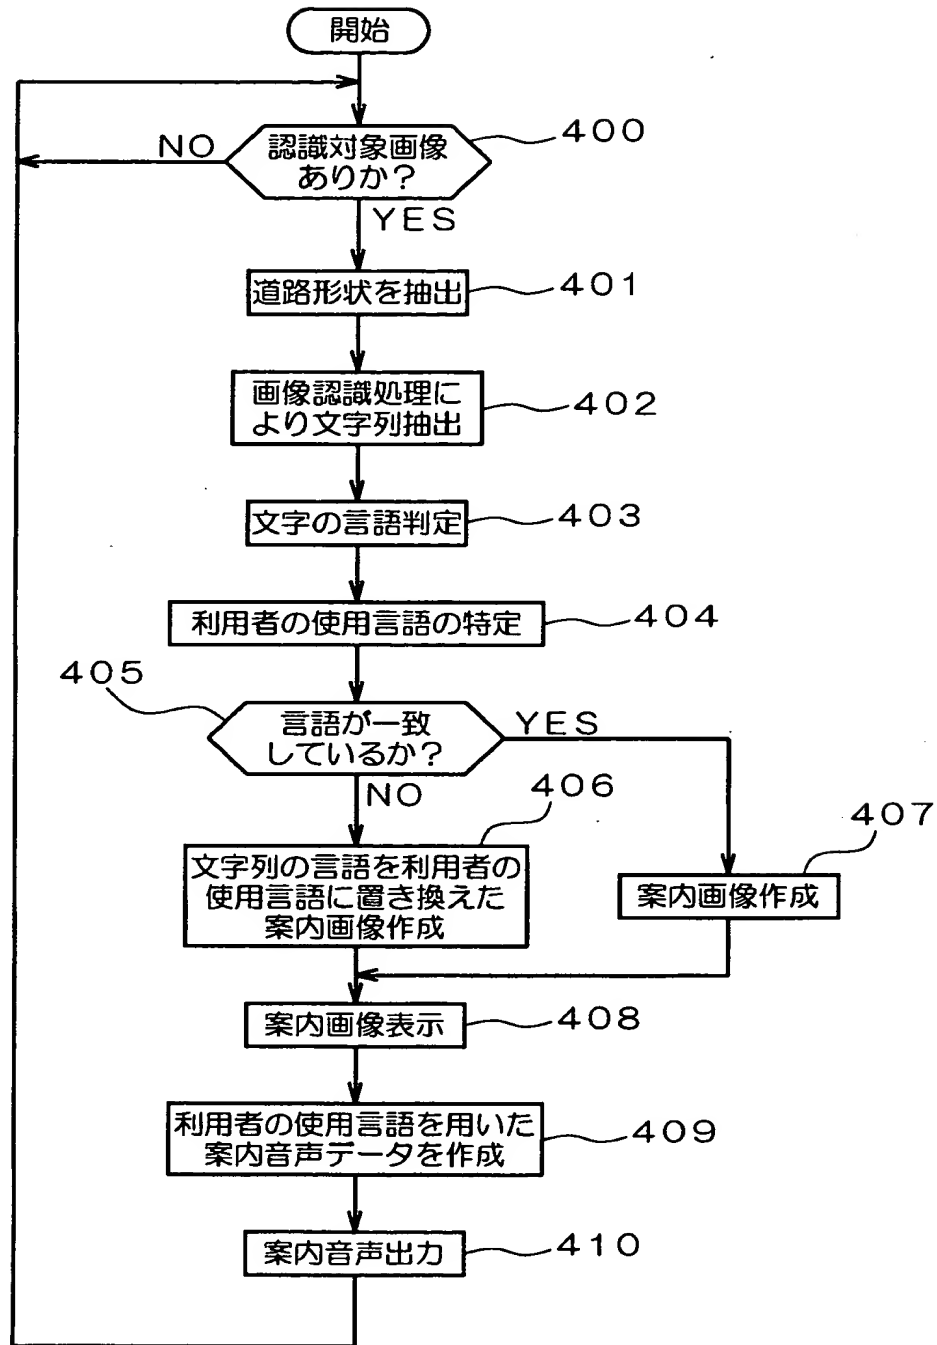 開始
認識対象画像
ありか?
400
NO
YES
道路形状を抽出
401
画像認識処理に
より文字列抽出
402
文字の言語判定
403
利用者の使用言語の特定
404
405
言語が一致
しているか?
YES
NO
406
文字列の言語を利用者の
使用言語に置き換えた
案内画像作成
407
案内画像作成
案内画像表示
408
利用者の使用言語を用いた
案内音声データを作成
409
案内音声出力
410